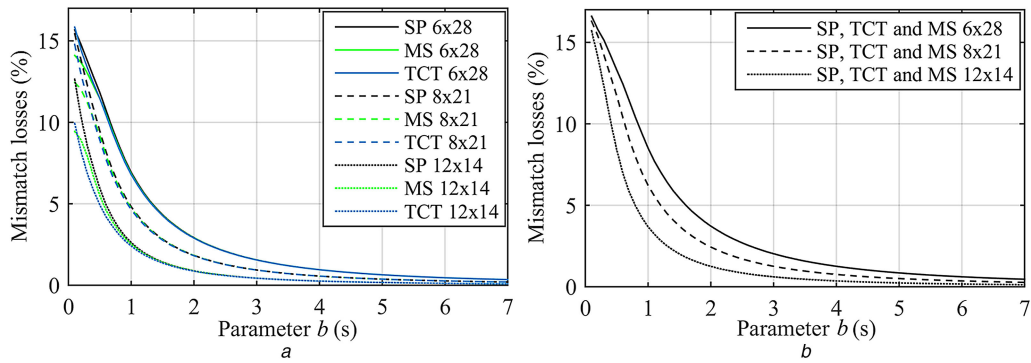 Mismatch losses (%)
15
10
5
0
0 1 2 3 4 5 6 7
Parameter b (s)
a
SP 6x28
MS 6x28
TCT 6x28
SP 8x21
MS 8x21
TCT 8x21
SP 12x14
MS 12x14
TCT 12x14
Mismatch losses (%)
15
10
5
0
0 1 2 3 4 5 6 7
Parameter b (s)
b
SP, TCT and MS 6x28
SP, TCT and MS 8x21
SP, TCT and MS 12x14